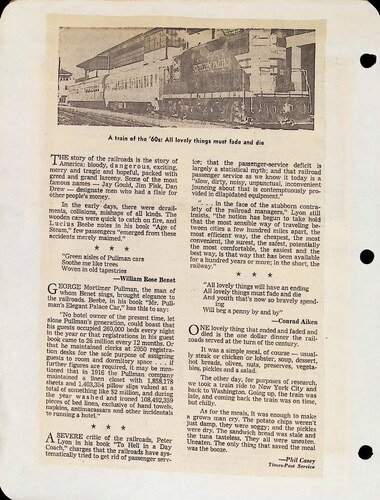 A train of the '60s: All lovely things must fade and die
THE story of the railroads is the story of
America; bloody, dangerous, exciting,
merry and tragic and hopeful, packed with
greed and grand larceny. Some of the most
famous names — Jay Gould, Jim Fisk, Dan
Drew — designate men who had a flair for
other people's money.
In the early days, there were derail-
ments, collisions, mishaps of all kinds. The
wooden cars were quick to catch on fire, and
Lucius Beebe notes in his book "Age of
Steam," few passengers "emerged from these
accidents merely maimed."
* * *
"Green aisles of Pullman cars
Soothe me like trees
Woven in old tapestries
—William Rose Benet
GEORGE Mortimer Pullman, the man of
whom Benet sings, brought elegance to
the railroads. Beebe, in his book "Mr. Pull-
man's Elegant Palace Car," has this to say:
"No hotel owner of the present time, let
alone Pullman's generation, could boast that
his guests occupied 260,000 beds every night
in the year or that registrations in his guest
book came to 26 million every 12 months. Or
that he maintained clerks at 2950 registra-
tion desks for the sole purpose of assigning
guests to room and dormitory space . . . if
further figures are required, it may be men-
tioned that in 1916 the Pullman company
maintained a linen closet with 1,858,178
sheets and 1,403,354 pillow slips valued at a
total of something like $2 million, and during
the year washed and ironed 108,492,359
pieces of bed linen, exclusive of hand towels,
napkins, antimacassars and other incidentals
to running a hotel."
* * *
A SEVERE critic of the railroads, Peter
Lyon in his book "To Hell in a Day
Coach," charges that the railroads have sys-
tematically tried to get rid of passenger serv-
ice; that the passenger-service deficit is
largely a statistical myth; and that railroad
passenger service as we know it today is a
"slow, dirty, noisy, unpunctual, inconvenient
jouncing about that is contemptuously pro-
vided in dilapidated equipment."
". . . in the face of the stubborn contra-
riety of the railroad managers," Lyon still
insists, "the notion has begun to take hold
that the most sensible way of traveling be-
tween cities a few hundred miles apart, the
most efficient way, the cheapest, the most
convenient, the surest, the safest, potentially
the most comfortable, the easiest and the
best way, is that way that has been available
for a hundred years or more; in short, the
railway."
* * *
"All lovely things will have an ending
All lovely things must fade and die
And youth that's now so bravely spend-
ing
Will beg a penny by and by"
—Conrad Aiken
ONE lovely thing that ended and faded and
died is the one dollar dinner the rail-
roads served at the turn of the century.
It was a simple meal, of course — usual-
ly steak or chicken or lobster; soup, dessert,
hot breads, olives, nuts, preserves, vegeta-
bles, pickles and a salad.
The other day, for purposes of research,
we took a train ride to New York City and
back to Washington. Going up, the train was
late, and coming back the train was on time,
but chilly.
As for the meals, it was enough to make
a grown man cry. The potato chips weren't
just damp, they were soggy; and the pickles
were dry. The sandwich bread was stale and
the tuna tasteless. They all were uneaten.
Uneaten. The only thing that saved the meal
was the booze.
—Phil Casey
Times-Post Service